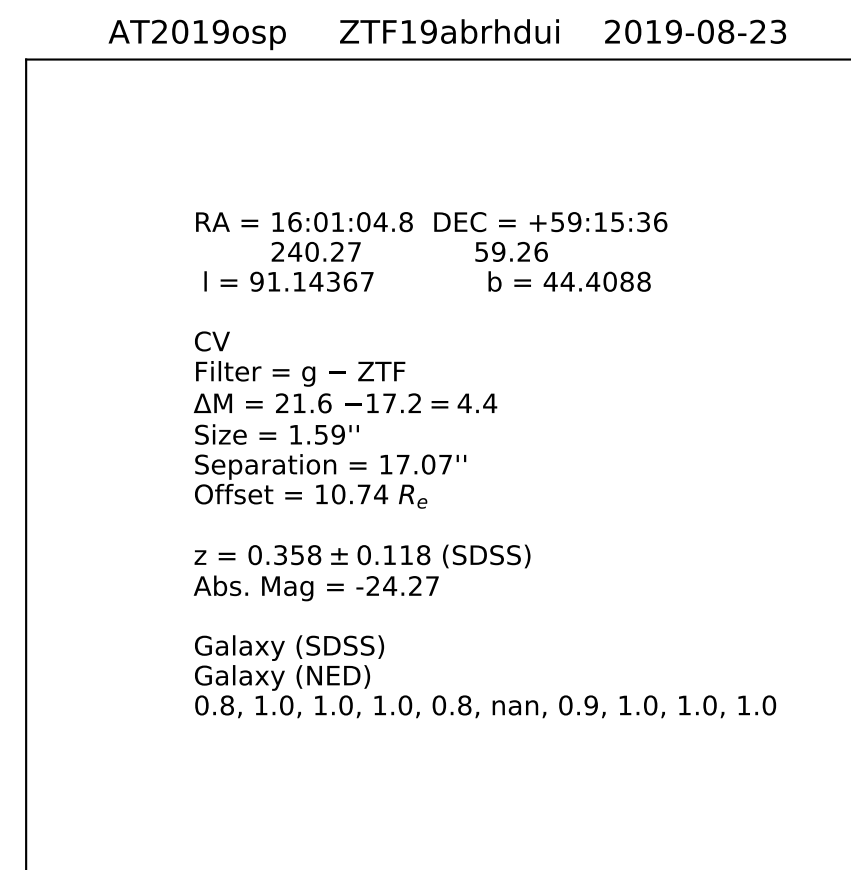 AT2019osp ZTF19abrhdui 2019-08-23
RA = 16:01:04.8 DEC = +59:15:36
240.27 59.26
l = 91.14367 b = 44.4088
CV
Filter = g − ZTF
ΔM = 21.6 −17.2 = 4.4
Size = 1.59''
Separation = 17.07''
Offset = 10.74 Rₑ
z = 0.358 ± 0.118 (SDSS)
Abs. Mag = -24.27
Galaxy (SDSS)
Galaxy (NED)
0.8, 1.0, 1.0, 1.0, 0.8, nan, 0.9, 1.0, 1.0, 1.0